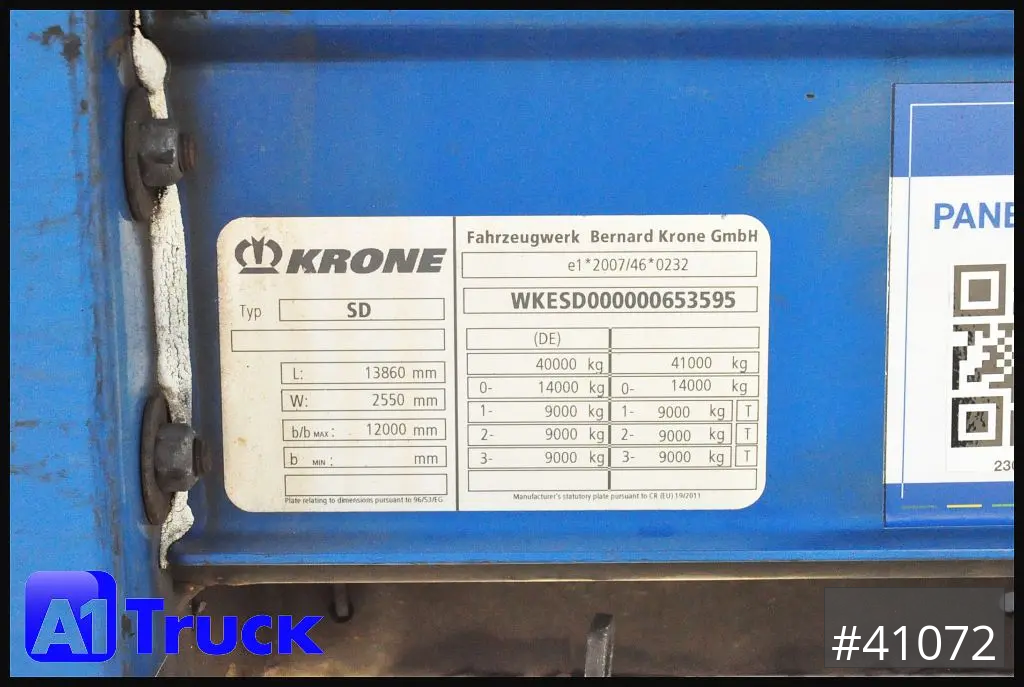 KRONE
Typ SD
L: 13860 mm
W: 2550 mm
b/b MAX: 12000 mm
b MIN: mm
Plate relating to dimensions pursuant to 96/53/EG
Fahrzeugwerk Bernard Krone GmbH
e1*2007/46*0232
WKESD000000653595
(DE)
40000 kg 41000 kg
0- 14000 kg 0- 14000 kg
1- 9000 kg 1- 9000 kg T
2- 9000 kg 2- 9000 kg T
3- 9000 kg 3- 9000 kg T
Manufacturer's statutory plate pursuant to CR (EU) 19/2011
PANE
230
A1 Truck
#41072